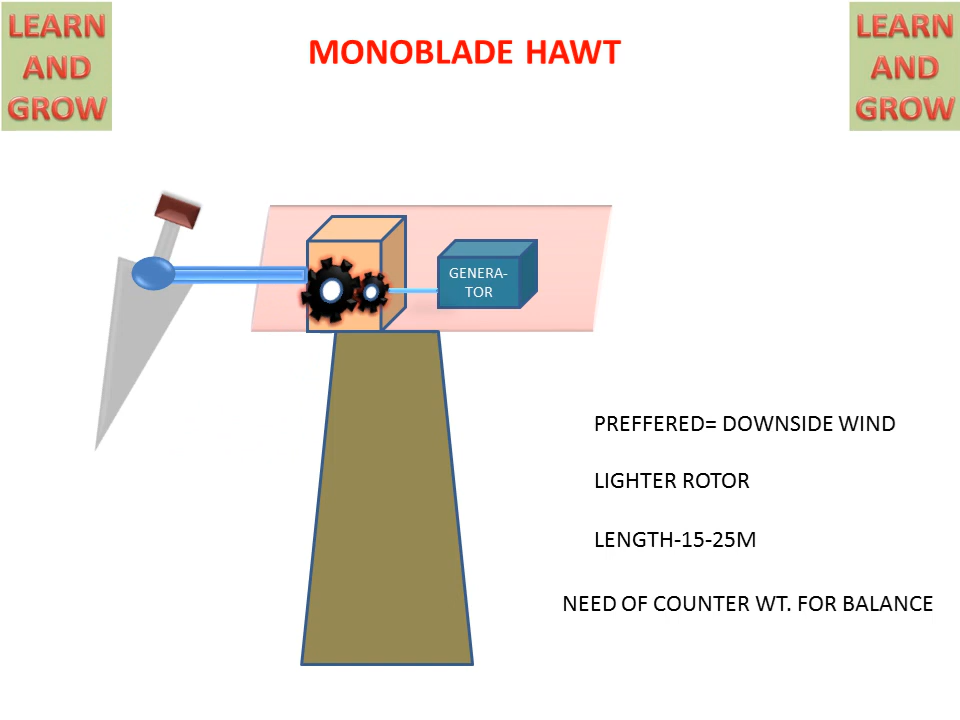 LEARN
AND
GROW
MONOBLADE HAWT
LEARN
AND
GROW
GENERA-
TOR
PREFFERED= DOWNSIDE WIND
LIGHTER ROTOR
LENGTH-15-25M
NEED OF COUNTER WT. FOR BALANCE